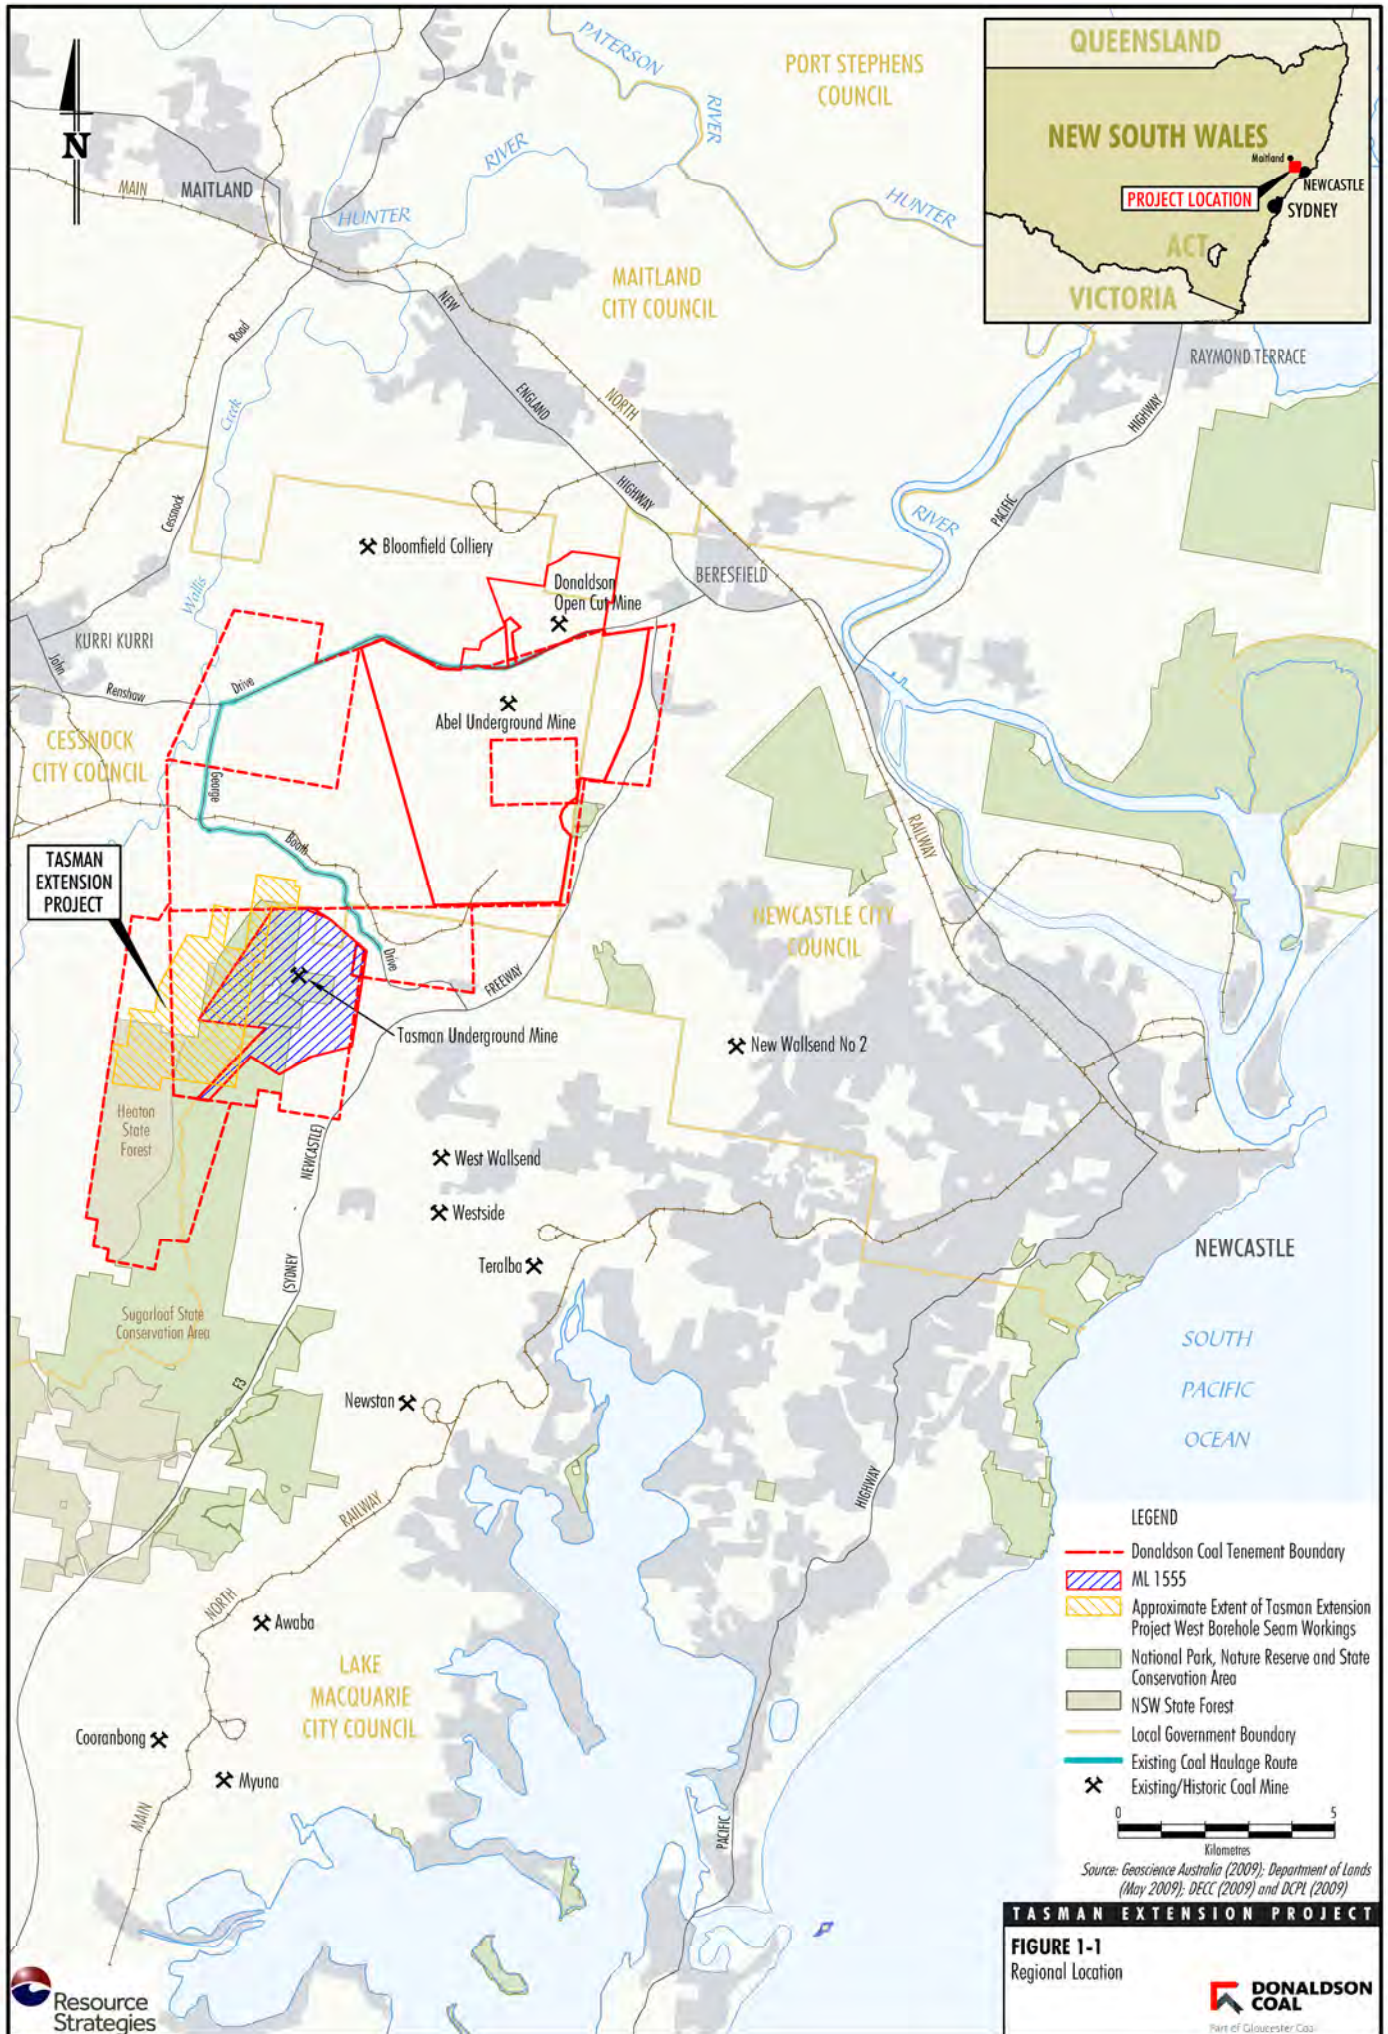 PATERSON
RIVER
PORT STEPHENS
COUNCIL
QUEENSLAND
NEW SOUTH WALES
Maitland
NEWCASTLE
PROJECT LOCATION
SYDNEY
ACT
VICTORIA
N
MAIN
MAITLAND
RIVER
HUNTER
HUNTER
MAITLAND
CITY COUNCIL
NEW
ENGLAND
HIGHWAY
NORTH
RAYMOND TERRACE
Road
Creek
HIGHWAY
Cessnock
PACIFIC
RIVER
Bloomfield Colliery
BERESFIELD
Donaldson
Open Cut Mine
Wallis
KURRI KURRI
John
Renshaw
Drive
Abel Underground Mine
CESSNOCK
CITY COUNCIL
George
Booth
RAILWAY
TASMAN
EXTENSION
PROJECT
NEWCASTLE CITY
COUNCIL
Drive
FREEWAY
Tasman Underground Mine
New Wallsend No 2
Heaton
State
Forest
NEWCASTLE)
West Wallsend
Westside
Teralba
(SYDNEY
NEWCASTLE
Sugarloaf State
Conservation Area
SOUTH
PACIFIC
OCEAN
F3
Newstan
HIGHWAY
RAILWAY
NORTH
Awaba
LAKE
MACQUARIE
CITY COUNCIL
Cooranbong
Myuna
MAIN
PACIFIC
LEGEND
Donaldson Coal Tenement Boundary
ML 1555
Approximate Extent of Tasman Extension
Project West Borehole Seam Workings
National Park, Nature Reserve and State
Conservation Area
NSW State Forest
Local Government Boundary
Existing Coal Haulage Route
Existing/Historic Coal Mine
0 5
Kilometres
Source: Geoscience Australia (2009); Department of Lands
(May 2009); DECC (2009) and DCPL (2009)
TASMAN EXTENSION PROJECT
FIGURE 1-1
Regional Location
DONALDSON
COAL
Part of Gloucester Coal
Resource
Strategies